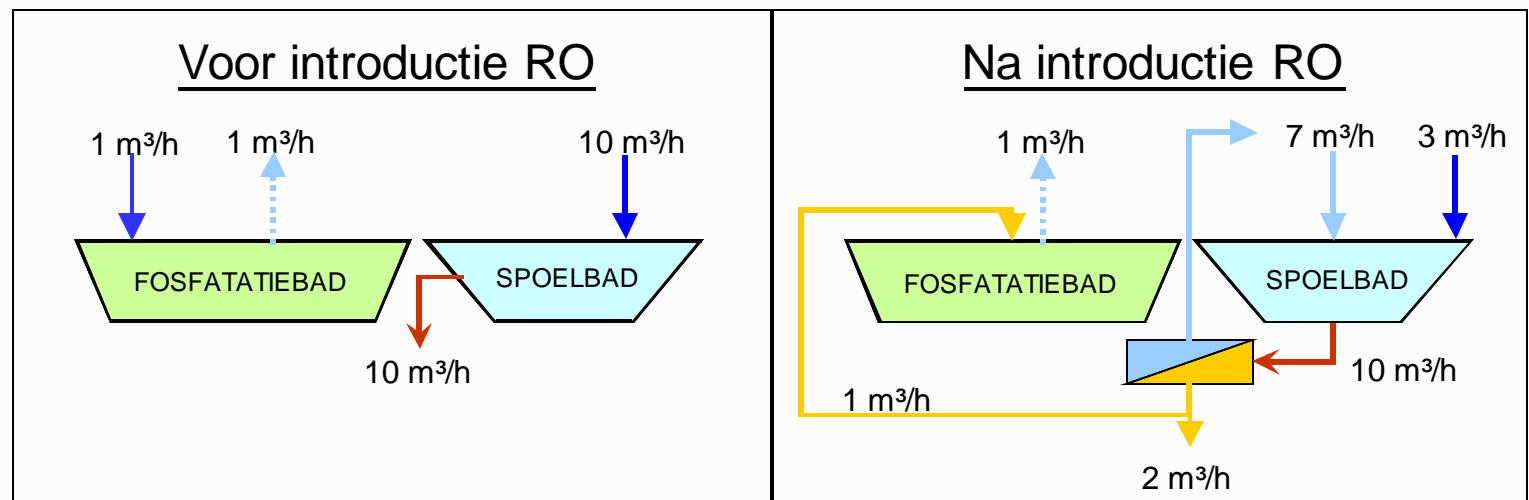 Voor introductie RO
1 m³/h
1 m³/h
10 m³/h
FOSFATATIEBAD
SPOELBAD
10 m³/h
Na introductie RO
1 m³/h
7 m³/h
3 m³/h
FOSFATATIEBAD
SPOELBAD
10 m³/h
1 m³/h
2 m³/h